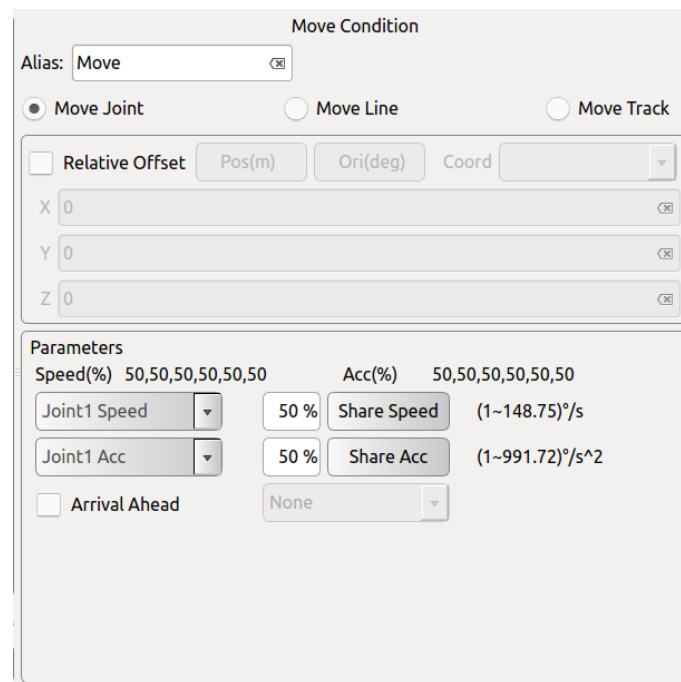 Move Condition
Alias: Move
Move Joint Move Line Move Track
Relative Offset Pos(m) Ori(deg) Coord
X 0
Y 0
Z 0
Parameters
Speed(%) 50,50,50,50,50,50 Acc(%) 50,50,50,50,50,50
Joint1 Speed 50 % Share Speed (1~148.75)°/s
Joint1 Acc 50 % Share Acc (1~991.72)°/s^2
Arrival Ahead None